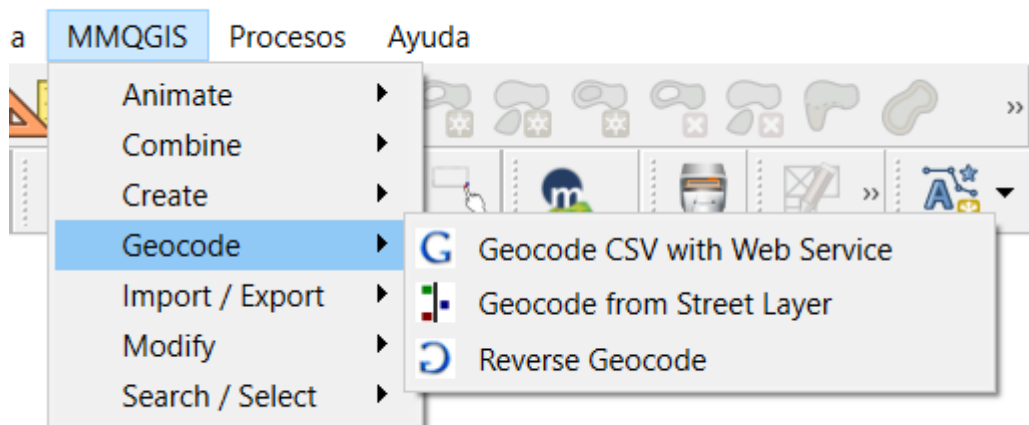 a MMQGIS Procesos Ayuda
Animate
Combine
Create
Geocode
Import / Export
Modify
Search / Select
Geocode CSV with Web Service
Geocode from Street Layer
Reverse Geocode